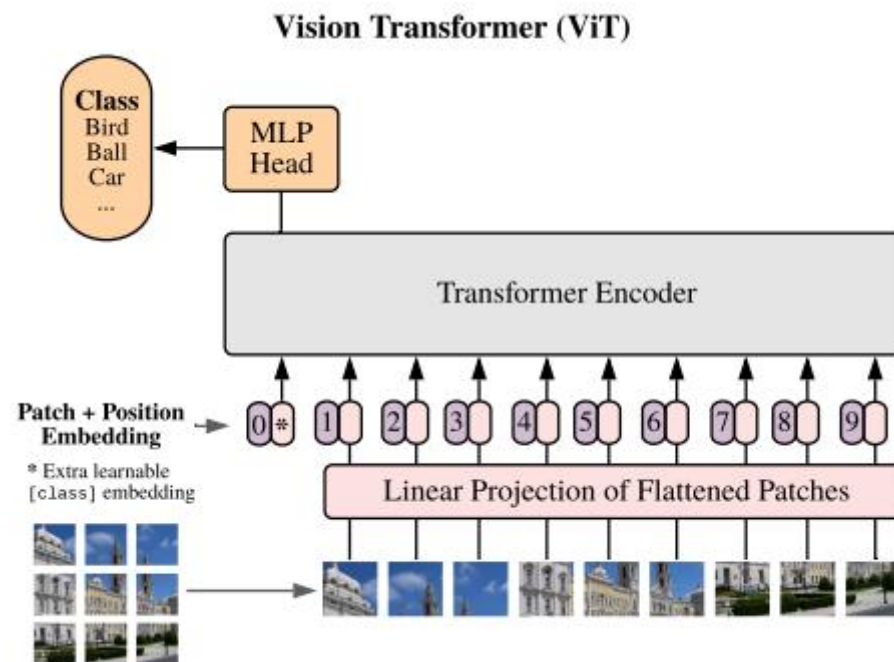 Vision Transformer (ViT)
Class
Bird
Ball
Car
...
MLP
Head
Transformer Encoder
Patch + Position
Embedding
0 * 1 2 3 4 5 6 7 8 9
* Extra learnable
[class] embedding
Linear Projection of Flattened Patches